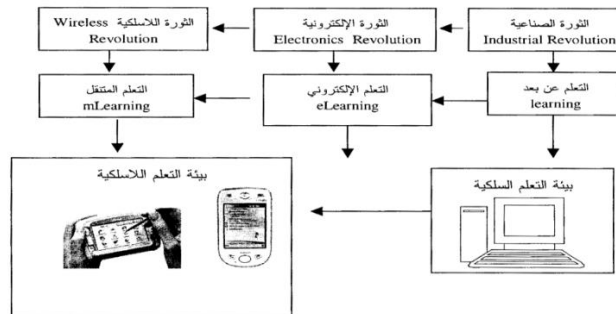 الثورة الصناعية
Industrial Revolution
الثورة الإلكترونية
Electronics Revolution
الثورة اللاسلكية Wireless
Revolution
التعلم عن بعد
learning
التعلم الإلكتروني
eLearning
التعلم المتنقل
mLearning
بيئة التعلم السلكية
بيئة التعلم اللاسلكية